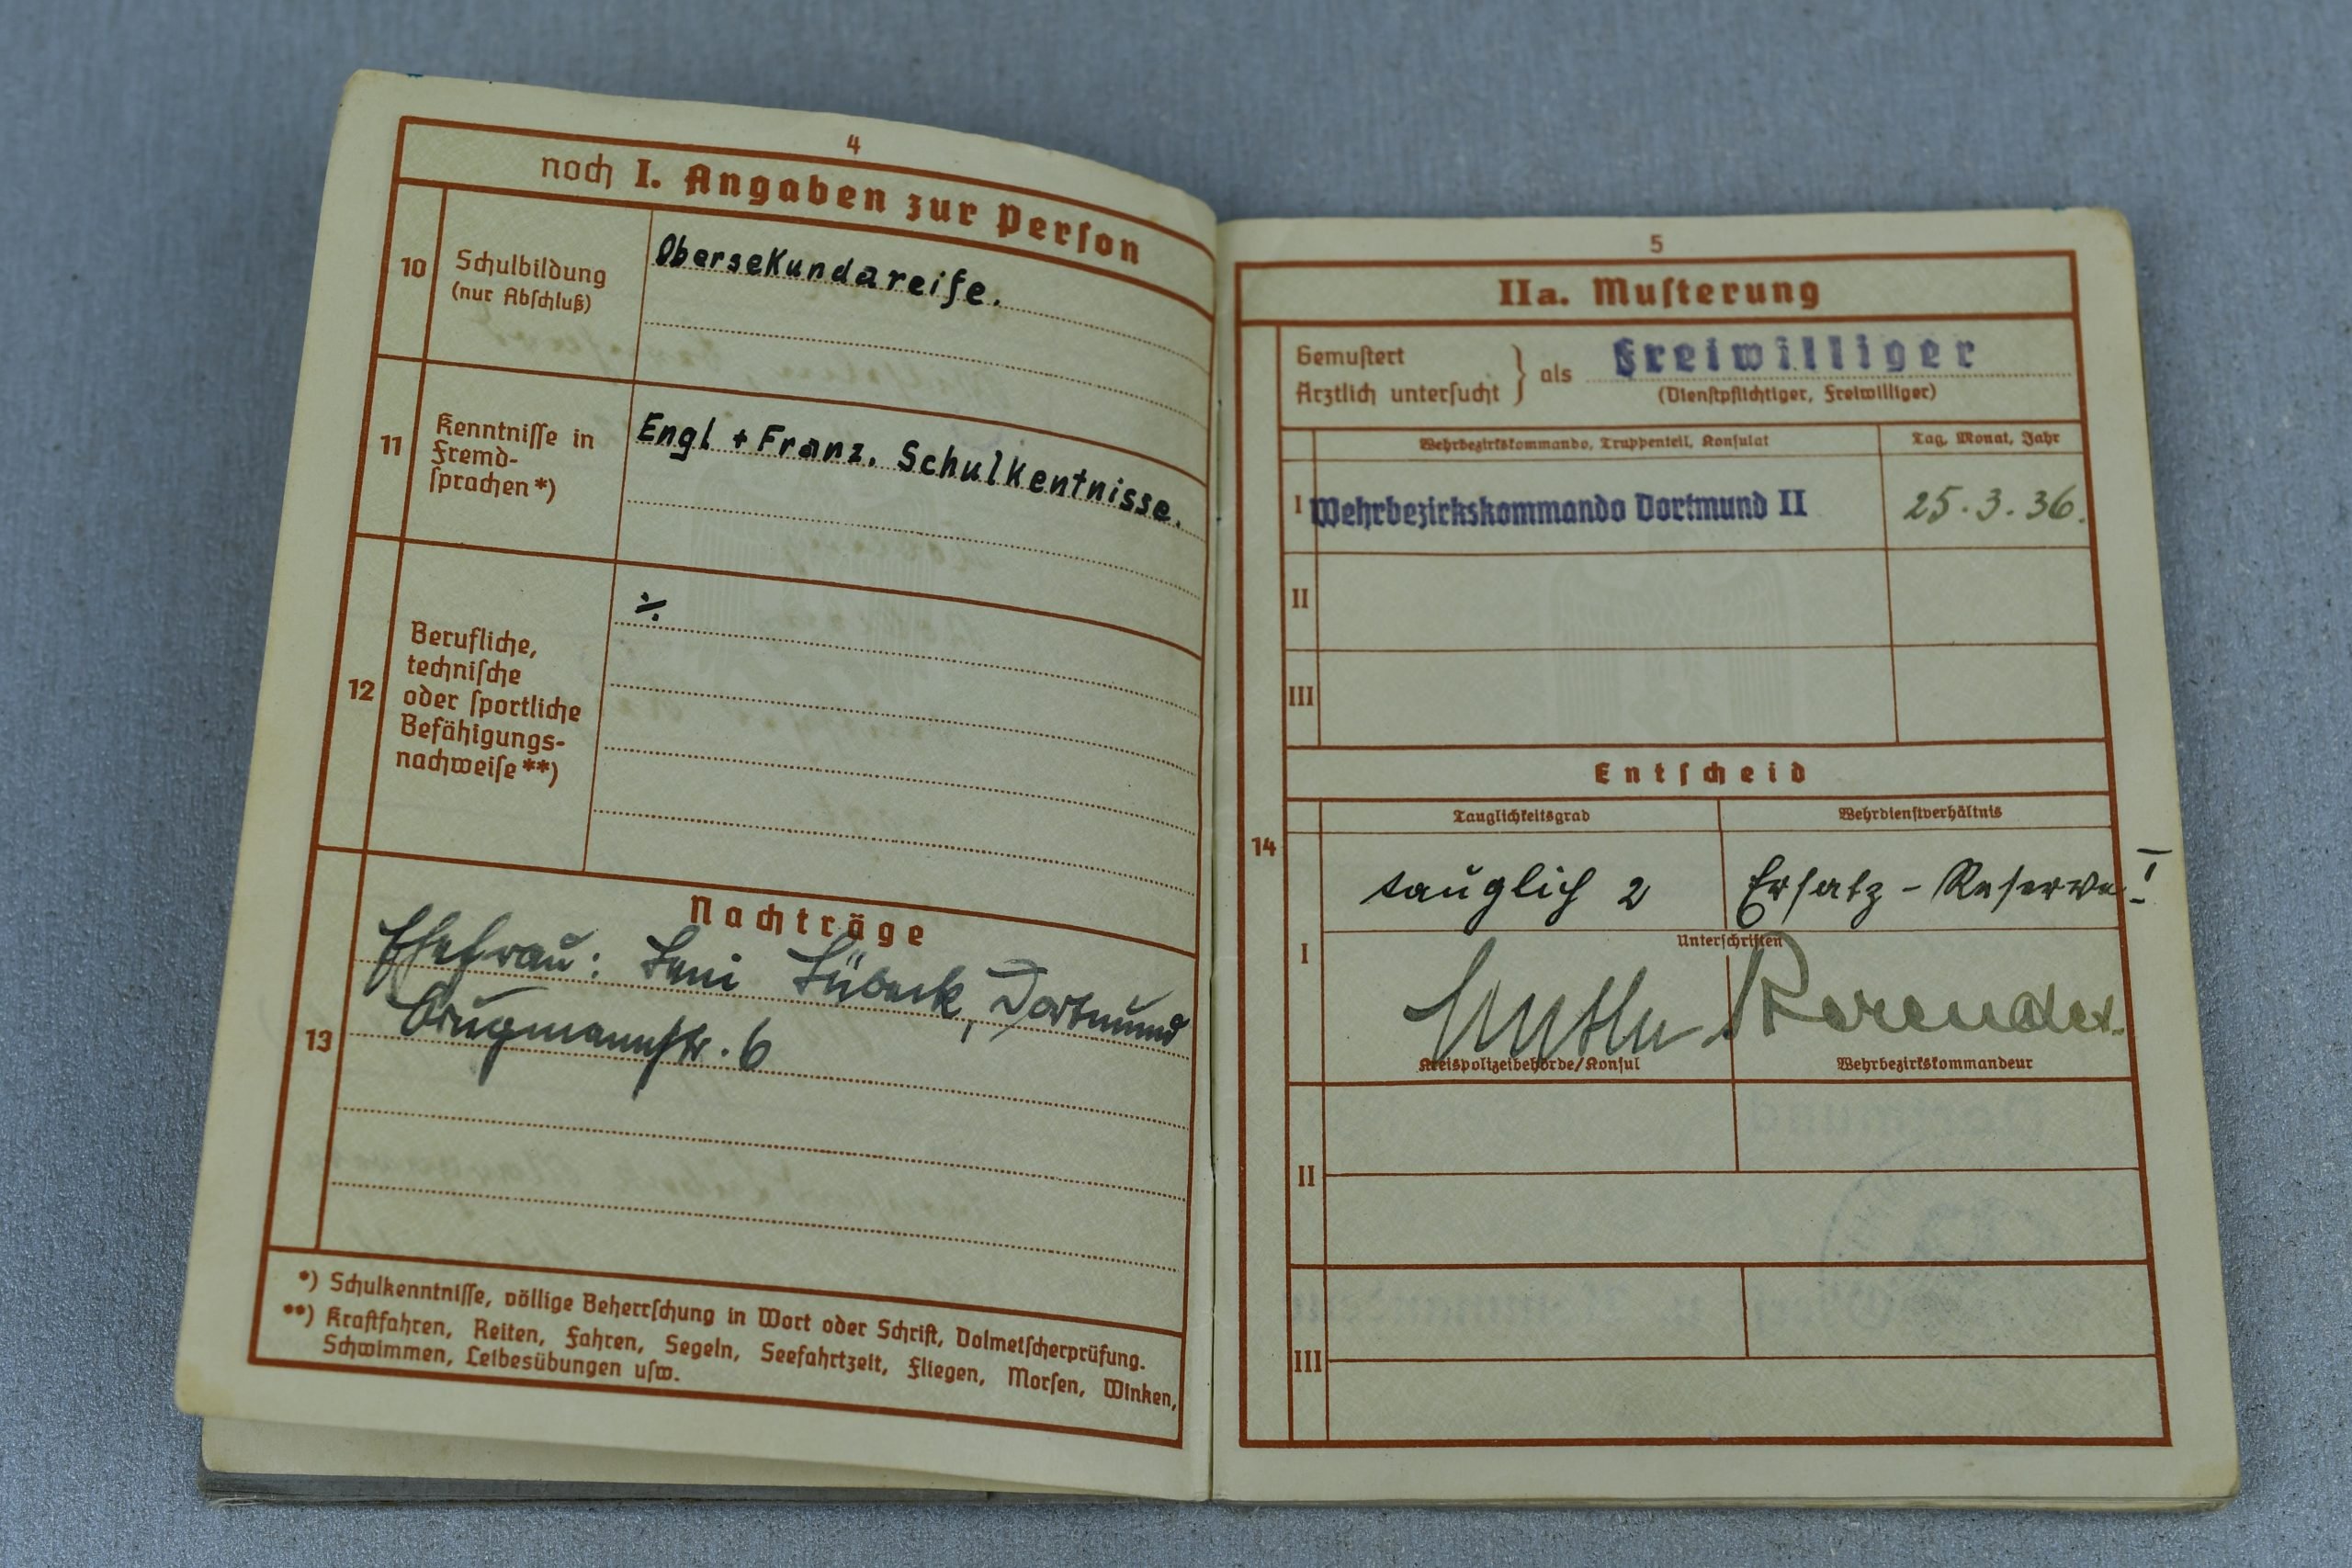 4
noch I. Angaben zur Person
10
Schulbildung
(nur Abschluß)
Obersekundareife.
11
Kenntnisse in
Fremd-
sprachen *)
Engl + Franz. Schulkentnisse.
12
Berufliche,
technische
oder sportliche
Befähigungs-
nachweise **)
./.
13
Nachträge
Ehefrau: Leni Lübeck, Dortmund
Brügmannstr. 6
*) Schulkenntnisse, völlige Beherrschung in Wort oder Schrift, Dolmetscherprüfung.
**) Kraftfahren, Reiten, Fahren, Segeln, Seefahrtzeit, Fliegen, Morsen, Winken,
Schwimmen, Leibesübungen usw.
5
IIa. Musterung
Gemustert
Ärztlich untersucht } als Freiwilliger
(Dienstpflichtiger, Freiwilliger)
Wehrbezirkskommando, Truppenteil, Konsulat
Tag, Monat, Jahr
I Wehrbezirkskommando Dortmund II 25.3.36.
II
III
Entscheid
14
Tauglichkeitsgrad Wehrdienstverhältnis
tauglich 2 Ersatz-Reserve I
I
Unterschriften
Kreispolizeibehörde/Konsul Wehrbezirkskommandeur
II
III